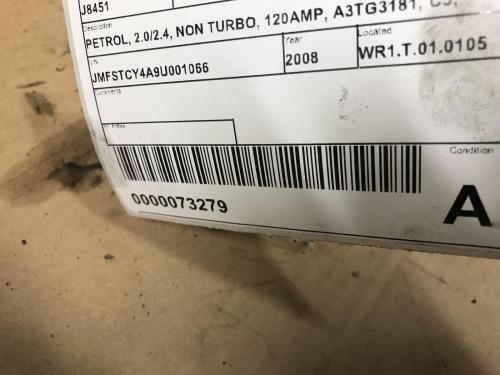 J8451
Description
PETROL, 2.0/2.4, NON TURBO, 120AMP, A3TG3181, C5,
VIN Year Located
JMFSTCY4A9U001066 2008 WR1.T.01.0105
Comments
Condition
0000073279 A